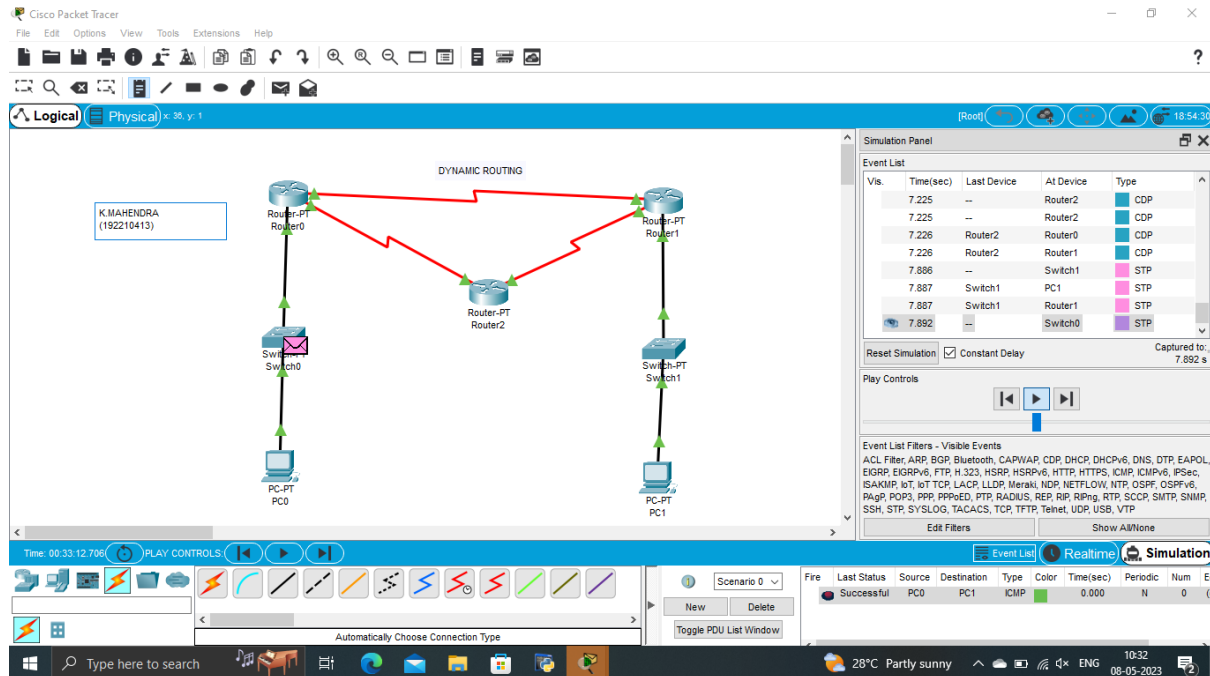 Cisco Packet Tracer
File Edit Options View Tools Extensions Help
?
Logical Physical x: 36, y: 1 [Root] 18:54:30
DYNAMIC ROUTING
K.MAHENDRA
(192210413)
Router-PT
Router0
Router-PT
Router1
Router-PT
Router2
Switch-PT
Switch0
Switch-PT
Switch1
PC-PT
PC0
PC-PT
PC1
Simulation Panel
Event List
Vis. Time(sec) Last Device At Device Type
7.225 -- Router2 CDP
7.225 -- Router2 CDP
7.226 Router2 Router0 CDP
7.226 Router2 Router1 CDP
7.886 -- Switch1 STP
7.887 Switch1 PC1 STP
7.887 Switch1 Router1 STP
7.892 -- Switch0 STP
Reset Simulation Constant Delay Captured to:
7.892 s
Play Controls
Event List Filters - Visible Events
ACL Filter, ARP, BGP, Bluetooth, CAPWAP, CDP, DHCP, DHCPv6, DNS, DTP, EAPOL,
EIGRP, EIGRPv6, FTP, H.323, HSRP, HSRPv6, HTTP, HTTPS, ICMP, ICMPv6, IPSec,
ISAKMP, IoT, IoT TCP, LACP, LLDP, Meraki, NDP, NETFLOW, NTP, OSPF, OSPFv6,
PAgP, POP3, PPP, PPPoED, PTP, RADIUS, REP, RIP, RIPng, RTP, SCCP, SMTP, SNMP,
SSH, STP, SYSLOG, TACACS, TCP, TFTP, Telnet, UDP, USB, VTP
Edit Filters Show All/None
Time: 00:33:12.706 PLAY CONTROLS: Event List Realtime Simulation
Scenario 0
New Delete
Toggle PDU List Window
Fire Last Status Source Destination Type Color Time(sec) Periodic Num E
Successful PC0 PC1 ICMP 0.000 N 0 (
Automatically Choose Connection Type
Type here to search
28°C Partly sunny ENG
10:32
08-05-2023
2